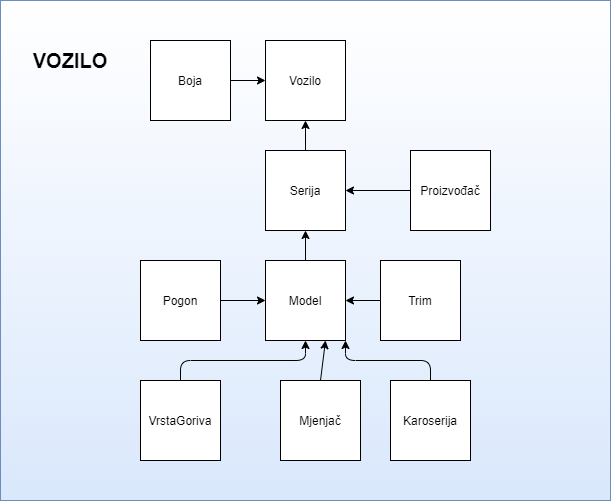 VOZILO
Boja
Vozilo
Serija
Proizvođač
Pogon
Model
Trim
VrstaGoriva
Mjenjač
Karoserija